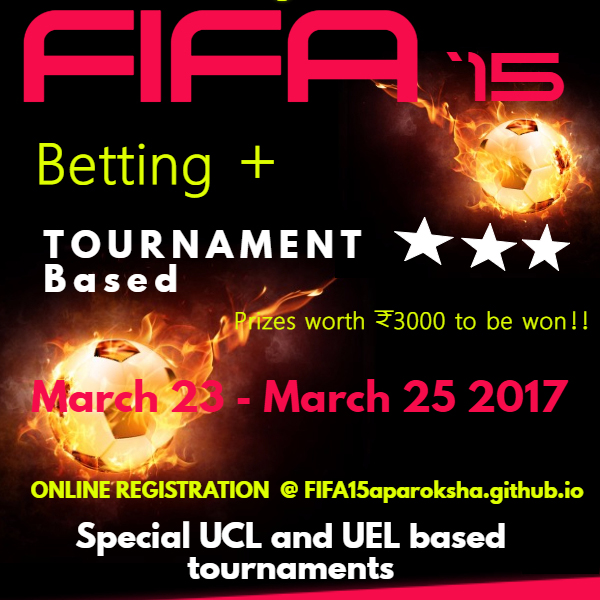 FIFA '15
Betting +
TOURNAMENT
Based
Prizes worth ₹3000 to be won!!
March 23 - March 25 2017
ONLINE REGISTRATION @ FIFA15aparoksha.github.io
Special UCL and UEL based
tournaments